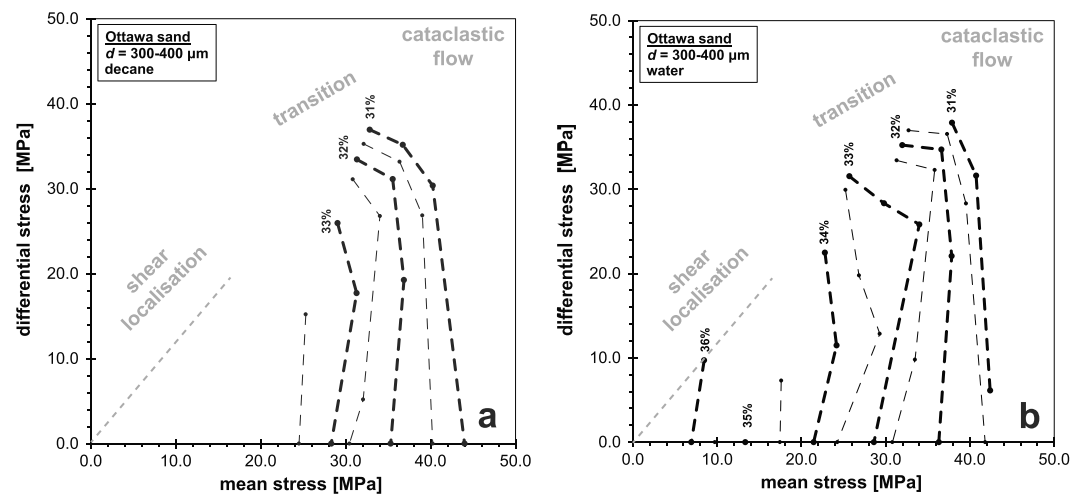 Ottawa sand
d = 300-400 µm
decane
cataclastic
flow
transition
31%
32%
33%
shear
localisation
a
differential stress [MPa]
50.0
40.0
30.0
20.0
10.0
0.0
0.0 10.0 20.0 30.0 40.0 50.0
mean stress [MPa]
Ottawa sand
d = 300-400 µm
water
cataclastic
flow
transition
31%
32%
33%
34%
shear
localisation
36%
35%
b
differential stress [MPa]
50.0
40.0
30.0
20.0
10.0
0.0
0.0 10.0 20.0 30.0 40.0 50.0
mean stress [MPa]